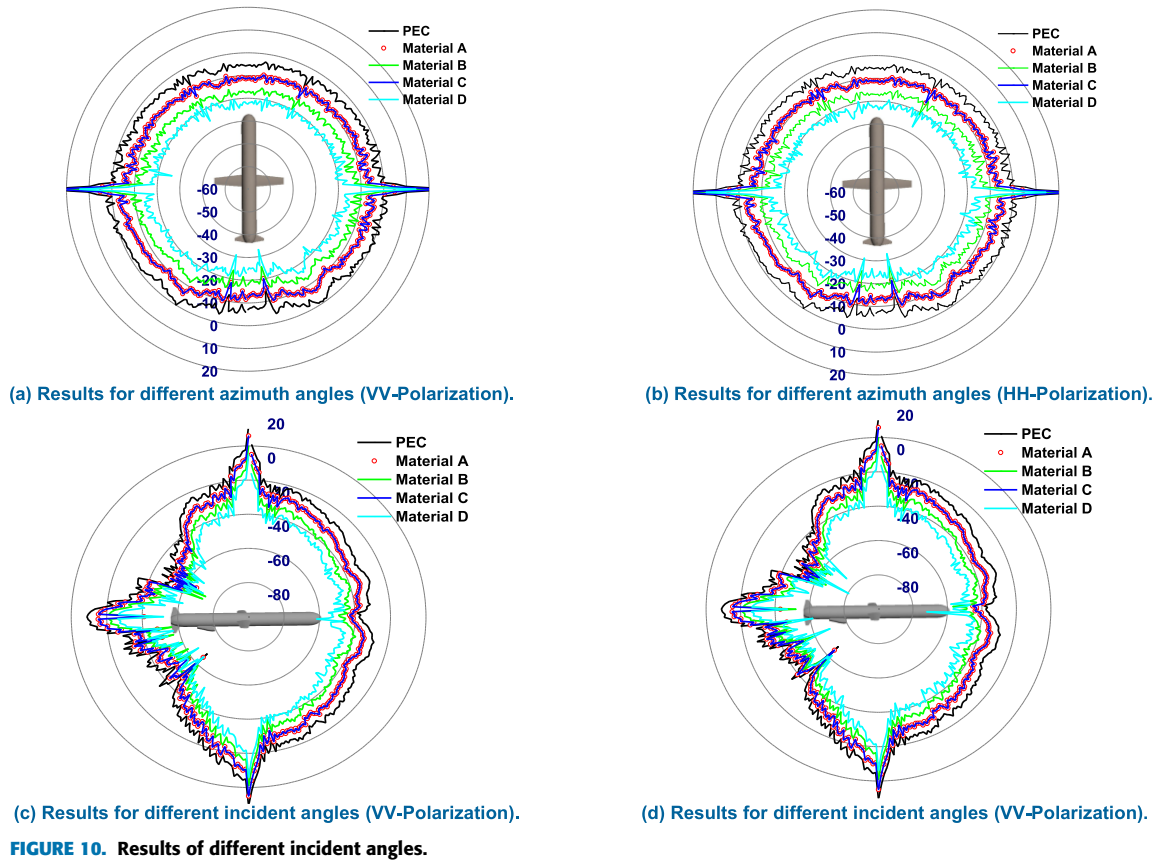 PEC
Material A
Material B
Material C
Material D
-60
-50
-40
-30
-20
-10
0
10
20
(a) Results for different azimuth angles (VV-Polarization).
PEC
Material A
Material B
Material C
Material D
-60
-50
-40
-30
-20
-10
0
10
20
(b) Results for different azimuth angles (HH-Polarization).
20
0
-40
-60
-80
PEC
Material A
Material B
Material C
Material D
(c) Results for different incident angles (VV-Polarization).
20
0
-40
-60
-80
PEC
Material A
Material B
Material C
Material D
(d) Results for different incident angles (VV-Polarization).
FIGURE 10. Results of different incident angles.